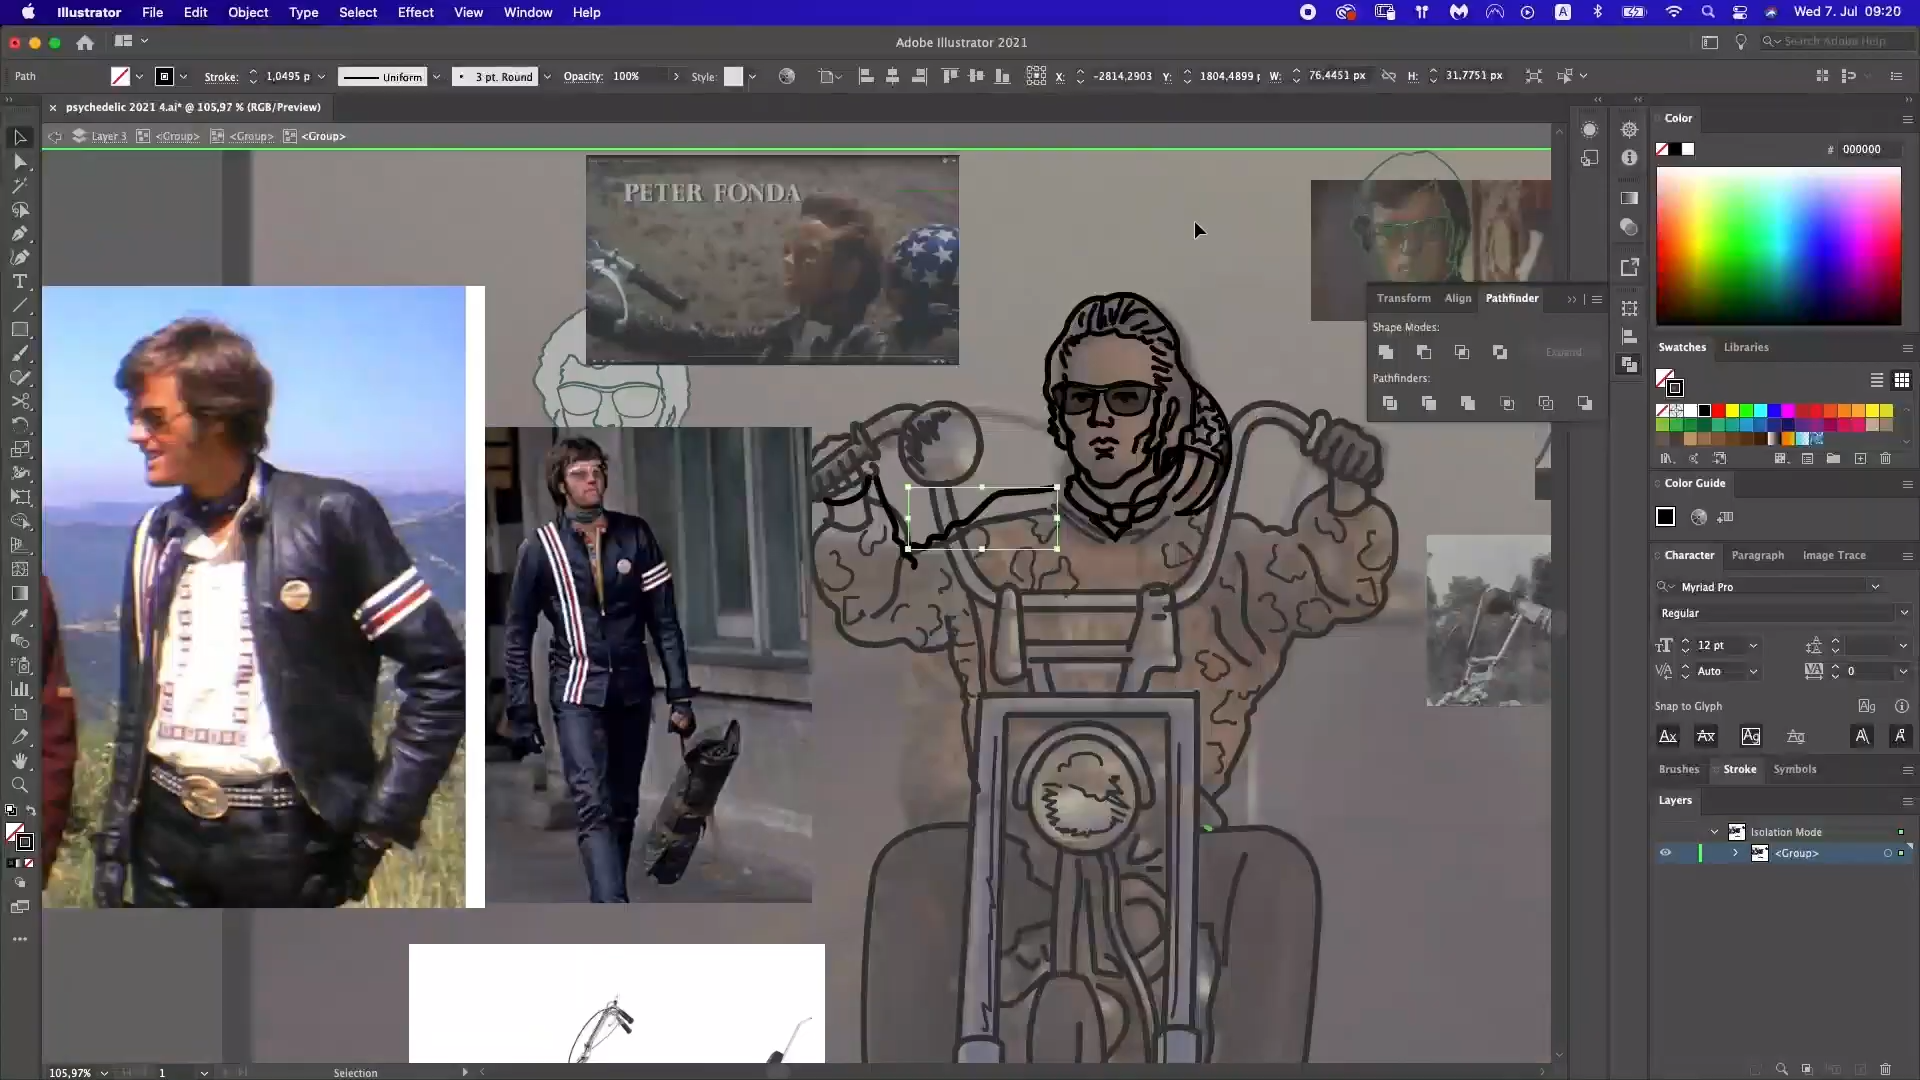 Illustrator File Edit Object Type Select Effect View Window Help
A
Wed 7. Jul 09:20
Adobe Illustrator 2021
Search Adobe Help
Path
Stroke:
1,0495 p
Uniform
3 pt. Round
Opacity: 100%
Style:
X: -2814,2903
Y: 1804,4899 p
W: 76,4451 px
H: 31,7751 px
× psychedelic 2021 4.ai* @ 105,97 % (RGB/Preview)
Layer 3 <Group> <Group> <Group>
PETER FONDA
Transform Align Pathfinder
Shape Modes:
Expand
Pathfinders:
Color
# 000000
Swatches Libraries
Color Guide
Character Paragraph Image Trace
Myriad Pro
Regular
12 pt
Auto
0
Snap to Glyph
Brushes Stroke Symbols
Layers
Isolation Mode
<Group>
105,97%
1
Selection